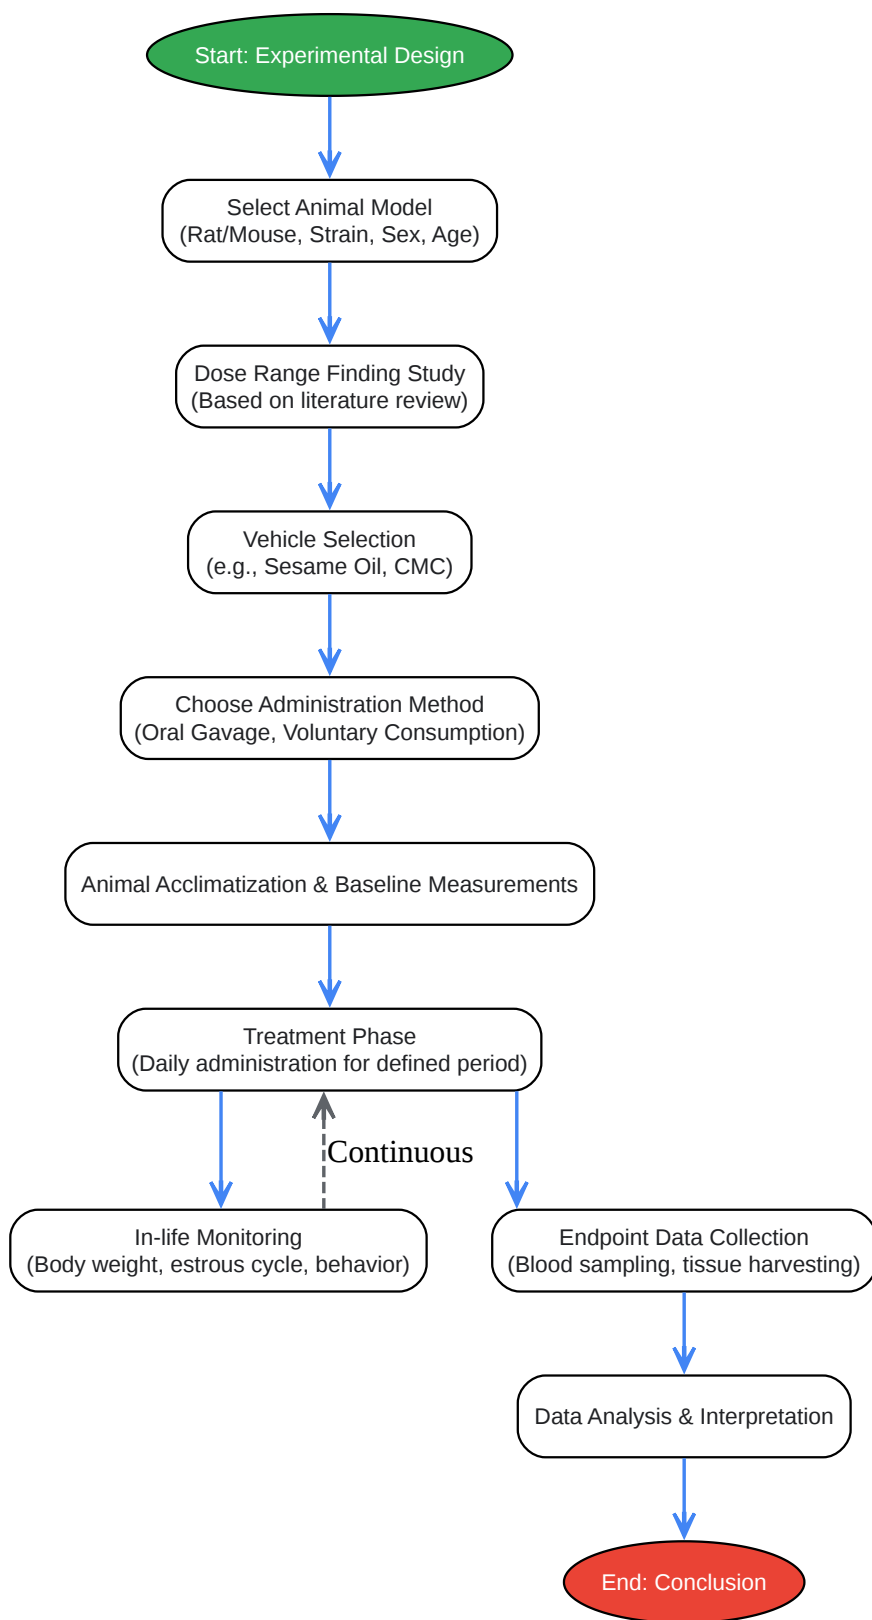 Start: Experimental Design
Select Animal Model
(Rat/Mouse, Strain, Sex, Age)
Dose Range Finding Study
(Based on literature review)
Vehicle Selection
(e.g., Sesame Oil, CMC)
Choose Administration Method
(Oral Gavage, Voluntary Consumption)
Animal Acclimatization & Baseline Measurements
Treatment Phase
(Daily administration for defined period)
Continuous
In-life Monitoring
(Body weight, estrous cycle, behavior)
Endpoint Data Collection
(Blood sampling, tissue harvesting)
Data Analysis & Interpretation
End: Conclusion